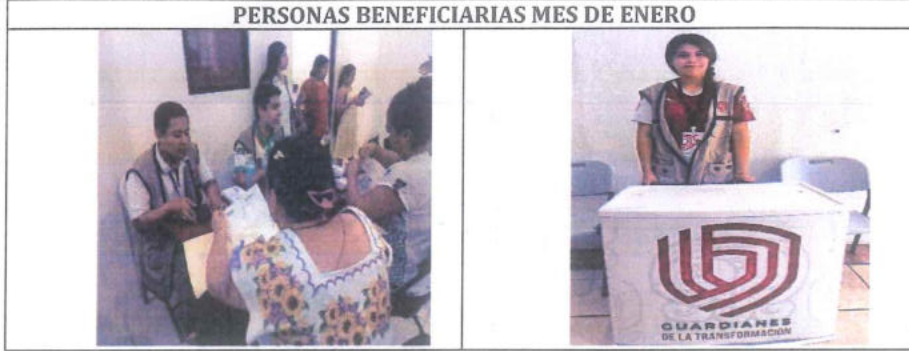 PERSONAS BENEFICIARIAS MES DE ENERO
GUARDIANES
DE LA TRANSFORMACIÓN